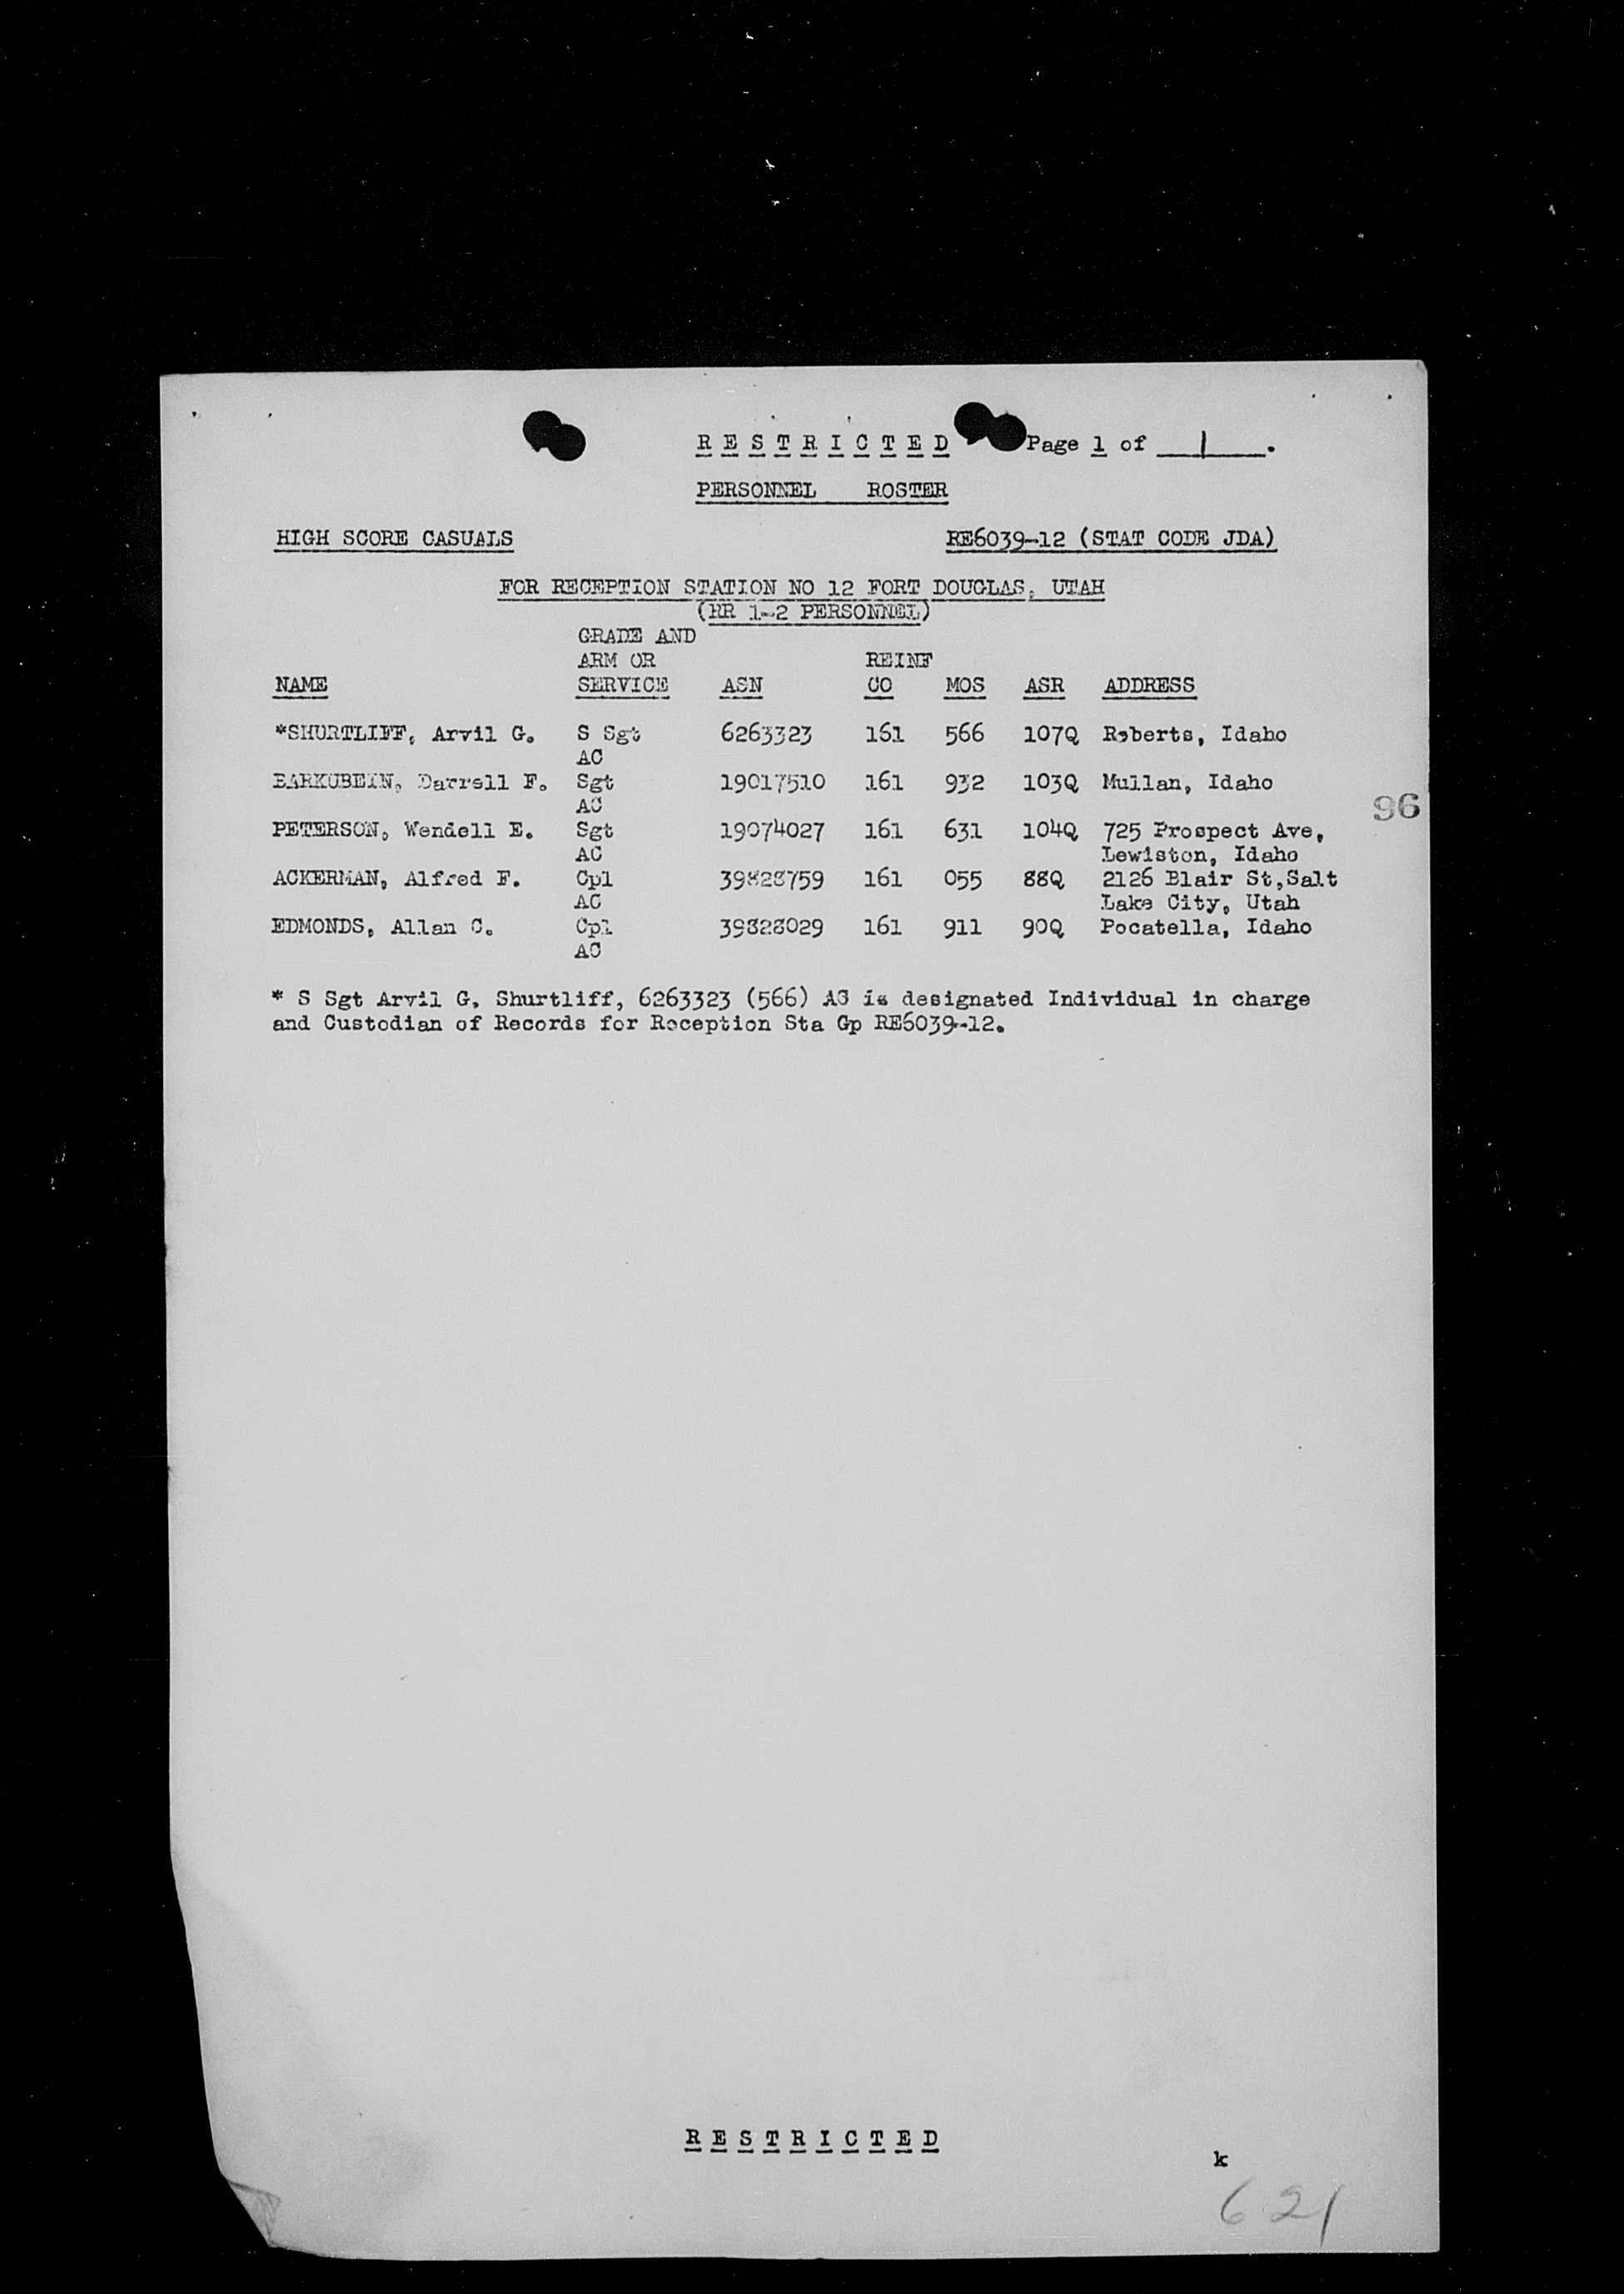 RESTRICTED Page 1 of 1.
PERSONNEL ROSTER
HIGH SCORE CASUALS RE6039-12 (STAT CODE JDA)
FOR RECEPTION STATION NO 12 FORT DOUGLAS, UTAH
(RR 1-2 PERSONNEL)
GRADE AND
ARM OR REINF
NAME SERVICE ASN CO MOS ASR ADDRESS
*SHURTLIFF, Arvil G. S Sgt 6263323 161 566 107Q Roberts, Idaho
AC
BARKUBEIN, Darrell F. Sgt 19017510 161 932 103Q Mullan, Idaho
AC
96
PETERSON, Wendell E. Sgt 19074027 161 631 104Q 725 Prospect Ave,
AC Lewiston, Idaho
ACKERMAN, Alfred F. Cpl 39828759 161 055 88Q 2126 Blair St,Salt
AC Lake City, Utah
EDMONDS, Allan C. Cpl 39828029 161 911 90Q Pocatella, Idaho
AC
* S Sgt Arvil G. Shurtliff, 6263323 (566) AC is designated Individual in charge
and Custodian of Records for Reception Sta Gp RE6039-12.
RESTRICTED
k
621